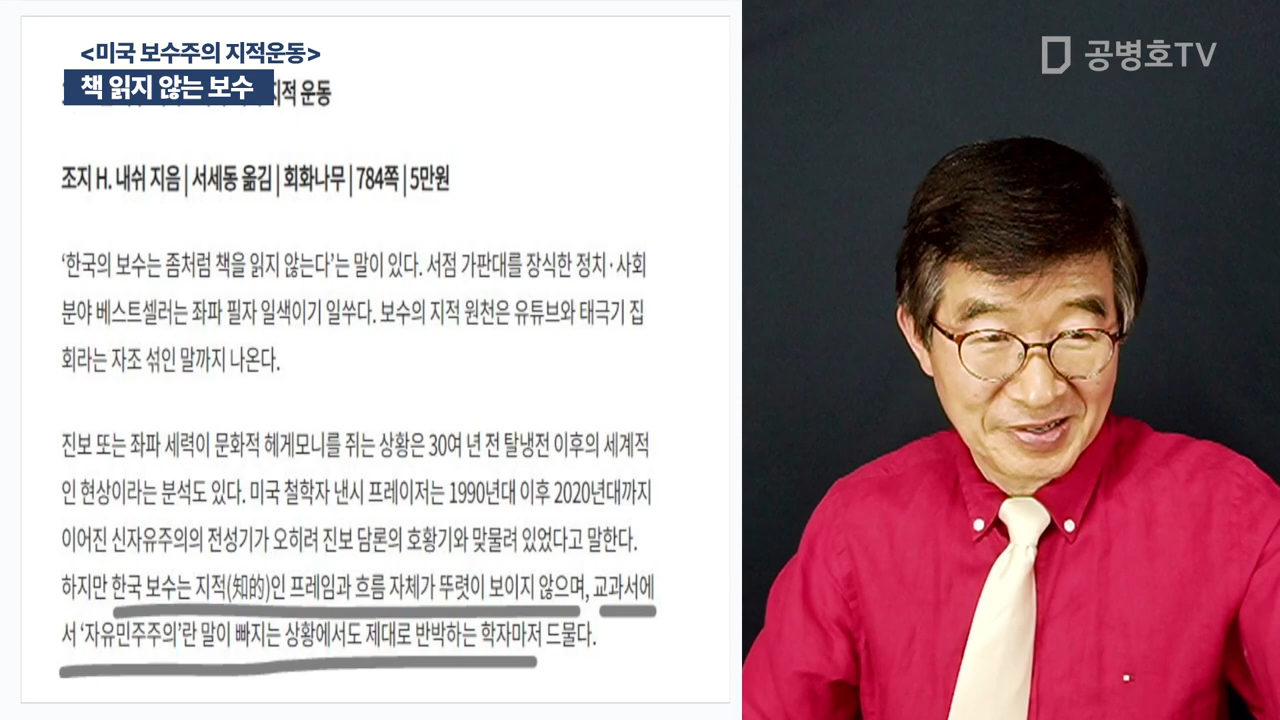 <미국 보수주의 지적운동>
책 읽지 않는 보수
지적 운동
공병호TV
조지 H. 내쉬 지음 | 서세동 옮김 | 회화나무 | 784쪽 | 5만원
‘한국의 보수는 좀처럼 책을 읽지 않는다’는 말이 있다. 서점 가판대를 장식한 정치·사회
분야 베스트셀러는 좌파 필자 일색이기 일쑤다. 보수의 지적 원천은 유튜브와 태극기 집
회라는 자조 섞인 말까지 나온다.
진보 또는 좌파 세력이 문화적 헤게모니를 쥐는 상황은 30여 년 전 탈냉전 이후의 세계적
인 현상이라는 분석도 있다. 미국 철학자 낸시 프레이저는 1990년대 이후 2020년대까지
이어진 신자유주의의 전성기가 오히려 진보 담론의 호황기와 맞물려 있었다고 말한다.
하지만 한국 보수는 지적(知的)인 프레임과 흐름 자체가 뚜렷이 보이지 않으며, 교과서에
서 ‘자유민주주의’란 말이 빠지는 상황에서도 제대로 반박하는 학자마저 드물다.